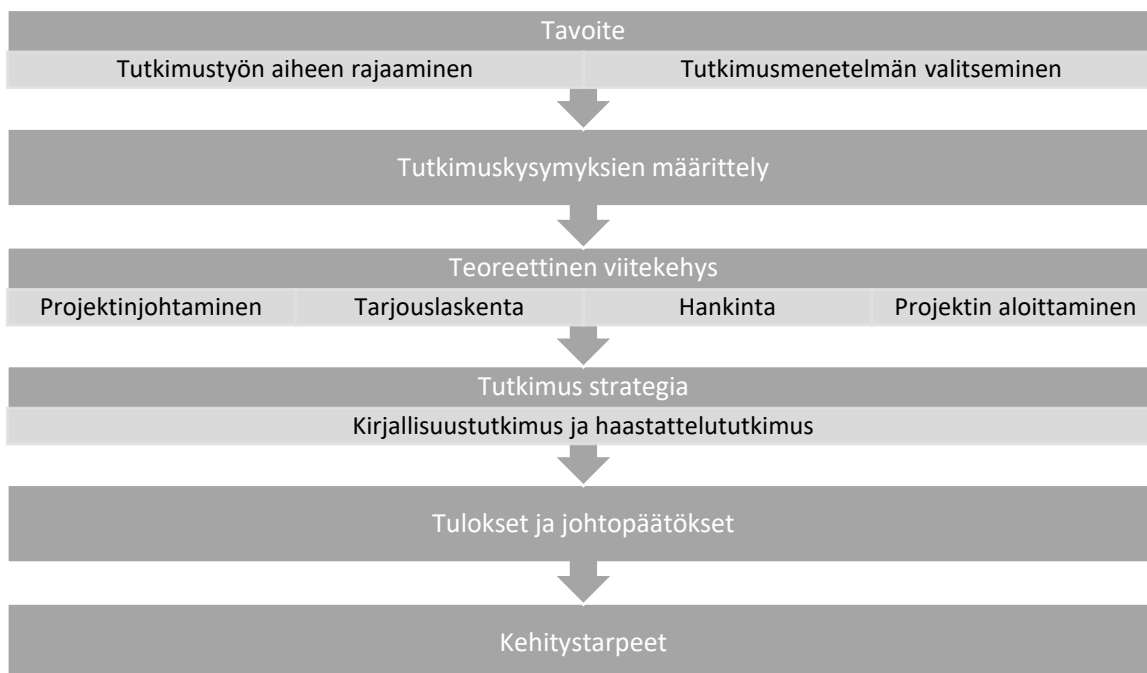 Tavoite
Tutkimustyön aiheen rajaaminen
Tutkimusmenetelmän valitseminen
Tutkimuskysymyksien määrittely
Teoreettinen viitekehys
Projektinjohtaminen
Tarjouslaskenta
Hankinta
Projektin aloittaminen
Tutkimus strategia
Kirjallisuustutkimus ja haastattelututkimus
Tulokset ja johtopäätökset
Kehitystarpeet